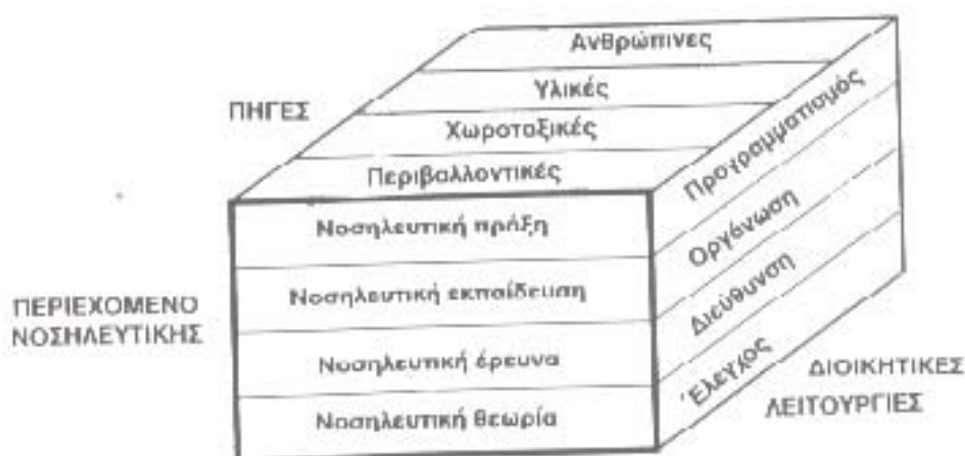 Ανθρώπινες
Υλικές
ΠΗΓΕΣ
Χωροταξικές
Περιβαλλοντικές
Προγραμματισμός
Οργάνωση
Διεύθυνση
Έλεγχος
Νοσηλευτική πράξη
Νοσηλευτική εκπαίδευση
Νοσηλευτική έρευνα
Νοσηλευτική θεωρία
ΠΕΡΙΕΧΟΜΕΝΟ
ΝΟΣΗΛΕΥΤΙΚΗΣ
ΔΙΟΙΚΗΤΙΚΕΣ
ΛΕΙΤΟΥΡΓΙΕΣ